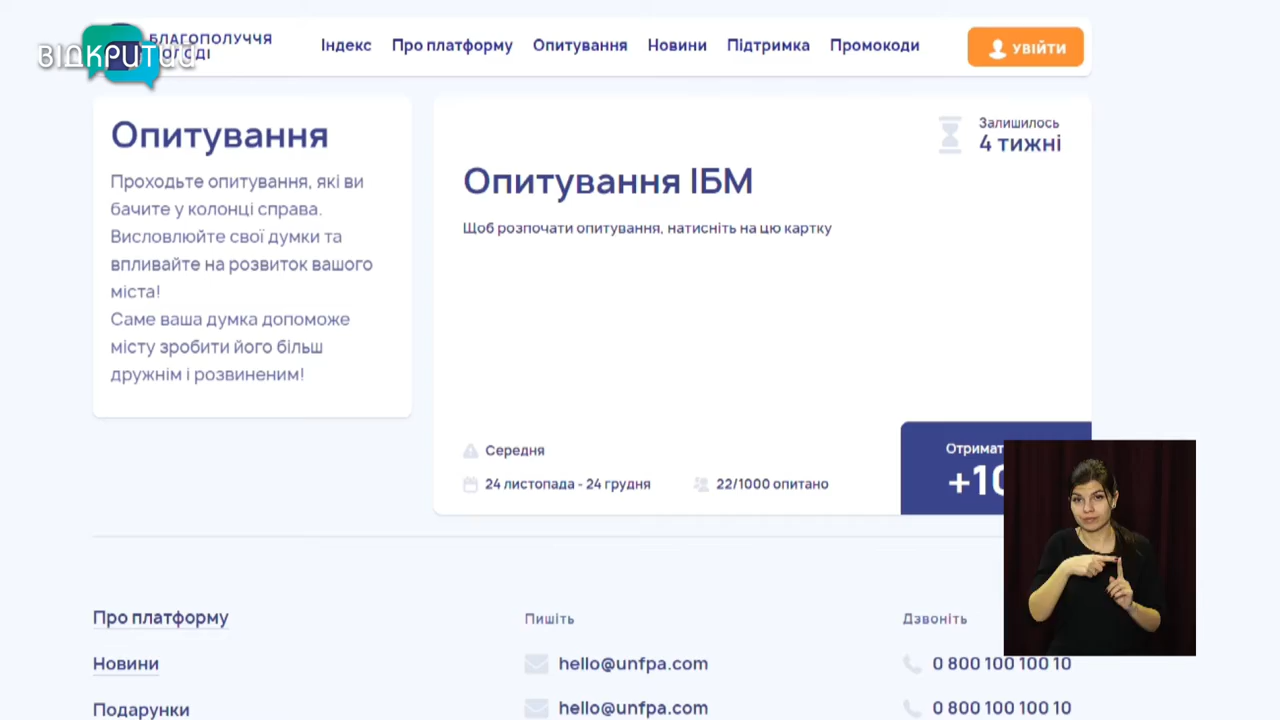 ВІДКРИТИЙ
БЛАГОПОЛУЧЧЯ
Індекс Про платформу Опитування Новини Підтримка Промокоди
УВІЙТИ
Опитування
Проходьте опитування, які ви
бачите у колонці справа.
Висловлюйте свої думки та
впливайте на розвиток вашого
міста!
Саме ваша думка допоможе
місту зробити його більш
дружнім і розвиненим!
Залишилось
4 тижні
Опитування ІБМ
Щоб розпочати опитування, натисніть на цю картку
Середня
24 листопада - 24 грудня
22/1000 опитано
Про платформу
Новини
Подарунки
Пишіть
hello@unfpa.com
hello@unfpa.com
Дзвоніть
0 800 100 100 10
0 800 100 100 10